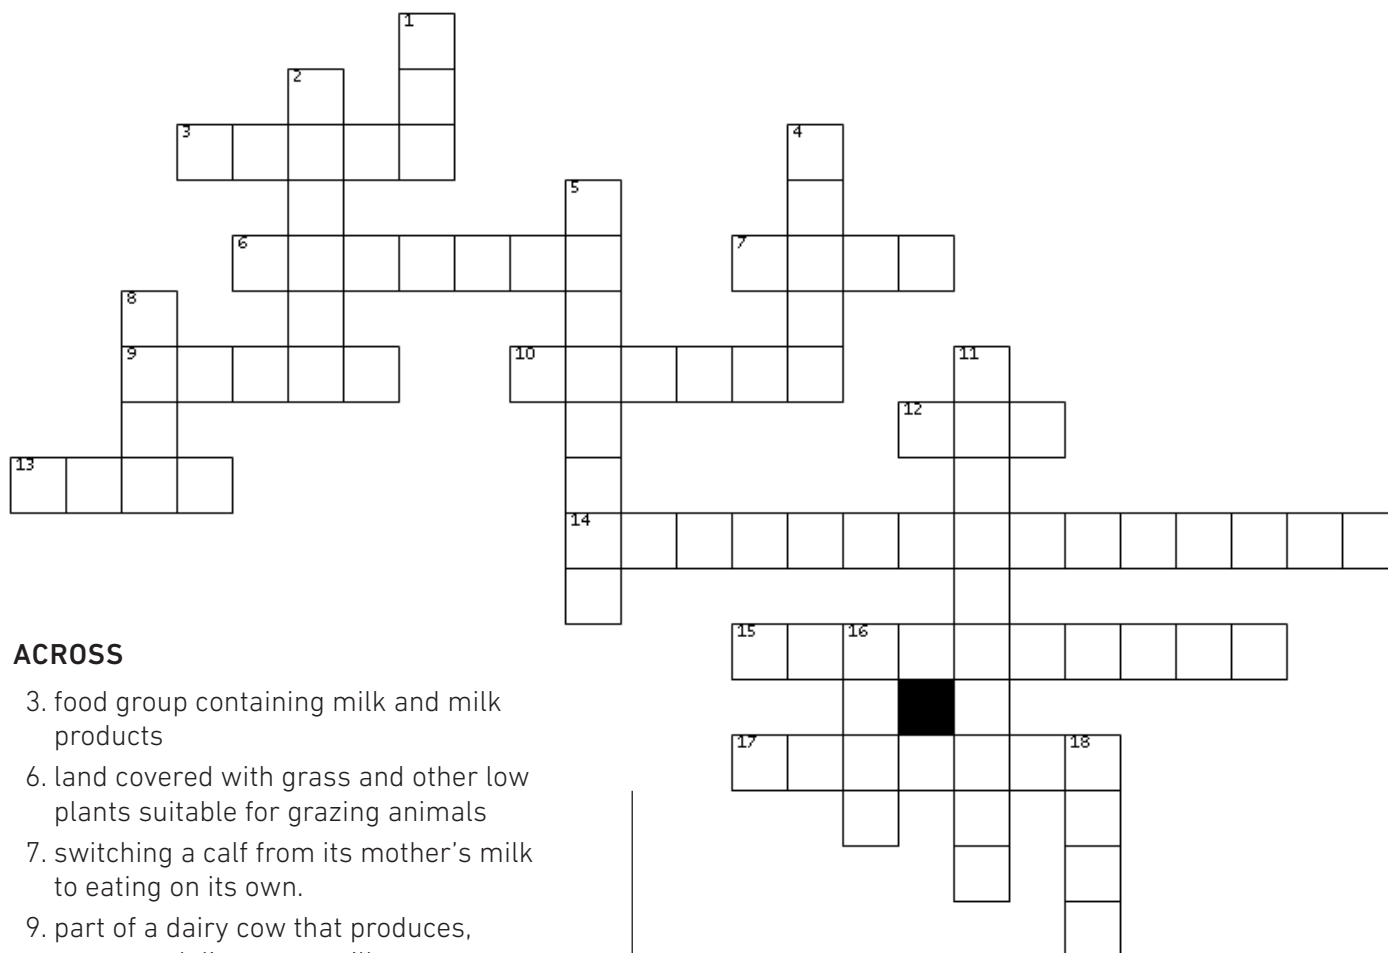 1
2
3
4
5
6
7
8
9
10
11
12
13
14
15
16
17
18
ACROSS
3. food group containing milk and milk
products
6. land covered with grass and other low
plants suitable for grazing animals
7. switching a calf from its mother's milk
to eating on its own.
9. part of a dairy cow that produces,